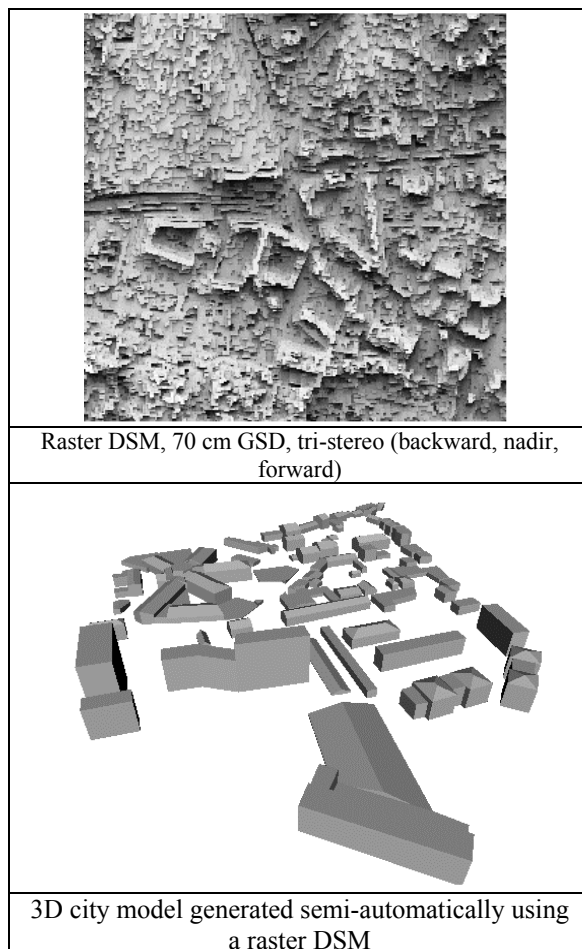 Raster DSM, 70 cm GSD, tri-stereo (backward, nadir,
forward)
3D city model generated semi-automatically using
a raster DSM